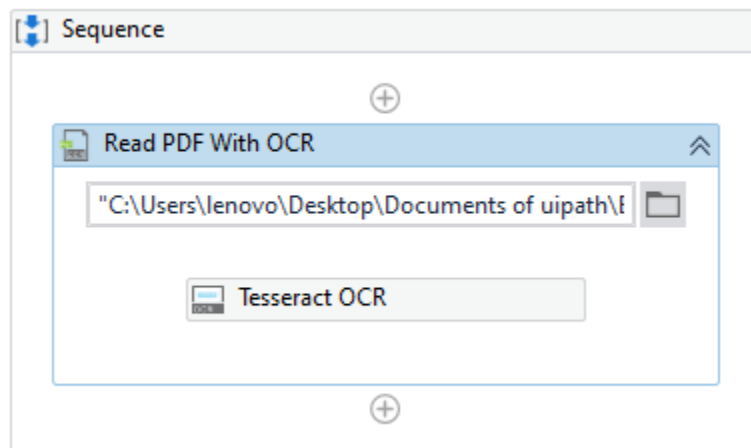 Sequence
Read PDF With OCR
"C:\Users\lenovo\Desktop\Documents of uipath\
Tesseract OCR